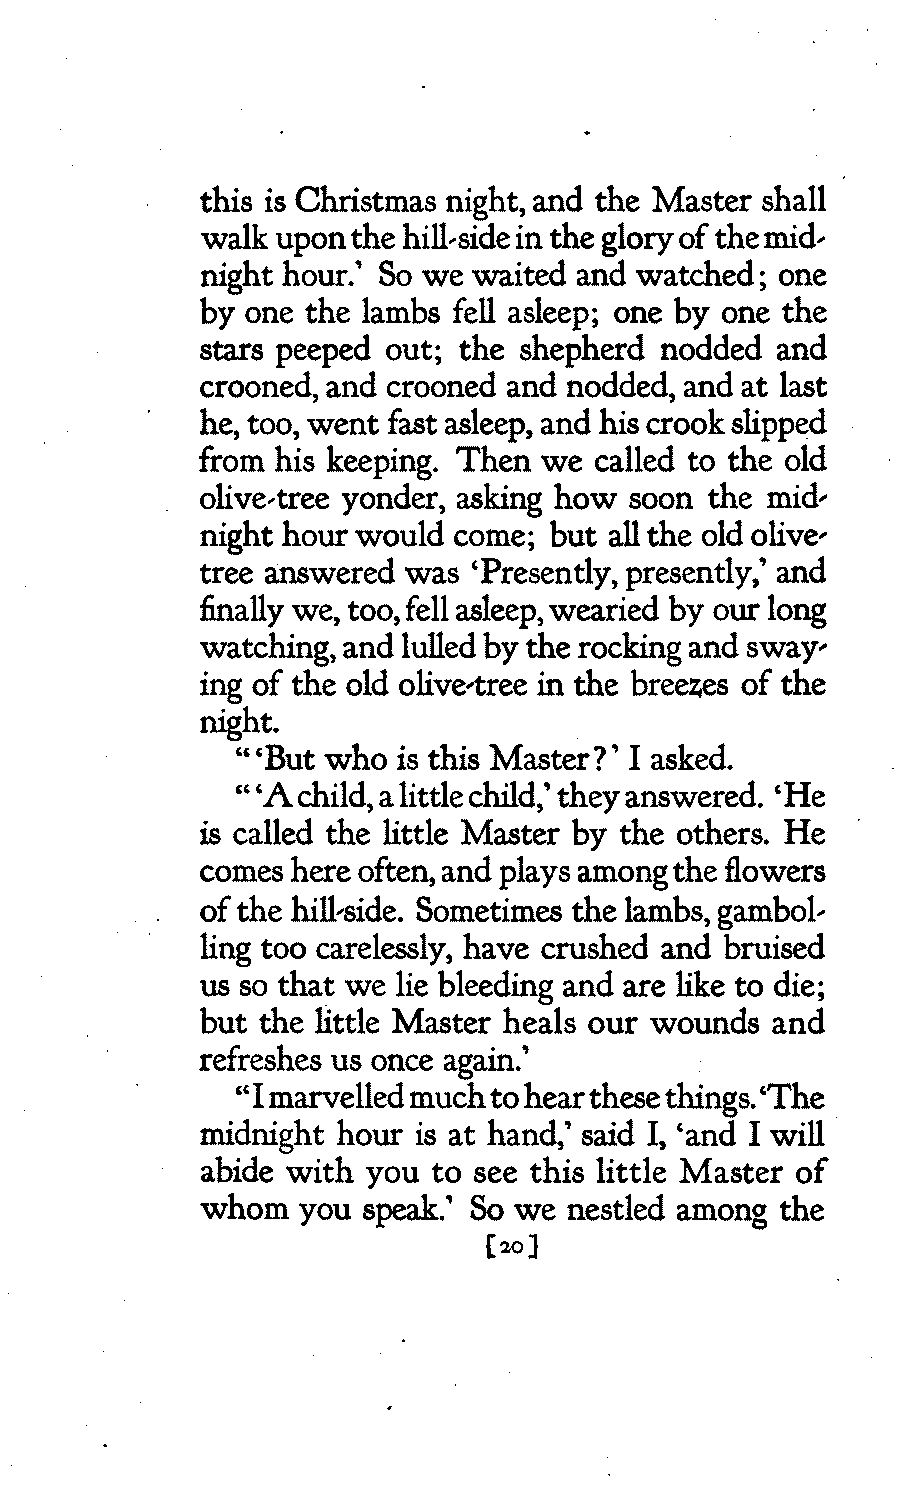 this is Christmas night, and the Master shall
walk upon the hill-side in the glory of the mid-
night hour.' So we waited and watched; one
by one the lambs fell asleep; one by one the
stars peeped out; the shepherd nodded and
crooned, and crooned and nodded, and at last
he, too, went fast asleep, and his crook slipped
from his keeping. Then we called to the old
olive-tree yonder, asking how soon the mid-
night hour would come; but all the old olive-
tree answered was 'Presently, presently,' and
finally we, too, fell asleep, wearied by our long
watching, and lulled by the rocking and sway-
ing of the old olive-tree in the breezes of the
night.
"'But who is this Master?' I asked.
"'A child, a little child,' they answered. 'He
is called the little Master by the others. He
comes here often, and plays among the flowers
of the hill-side. Sometimes the lambs, gambol-
ling too carelessly, have crushed and bruised
us so that we lie bleeding and are like to die;
but the little Master heals our wounds and
refreshes us once again.'
"I marvelled much to hear these things. 'The
midnight hour is at hand,' said I, 'and I will
abide with you to see this little Master of
whom you speak.' So we nestled among the
[20]